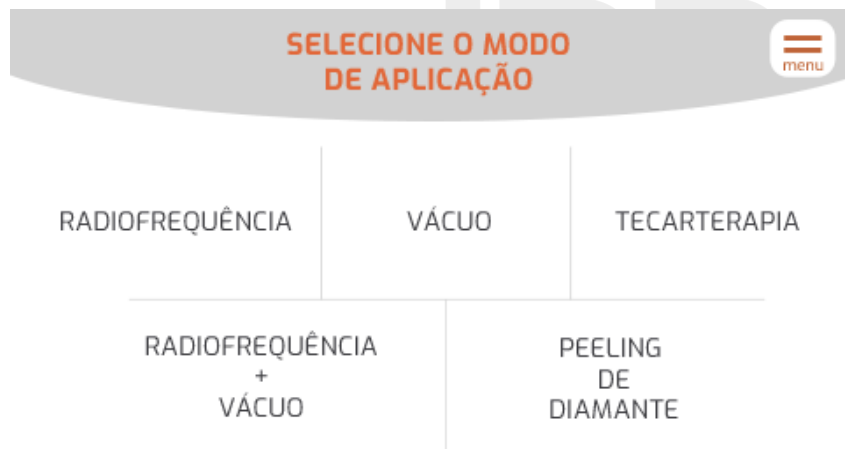 SELECIONE O MODO
DE APLICAÇÃO
menu
RADIOFREQUÊNCIA
VÁCUO
TECARTERAPIA
RADIOFREQUÊNCIA
+
VÁCUO
PEELING
DE
DIAMANTE